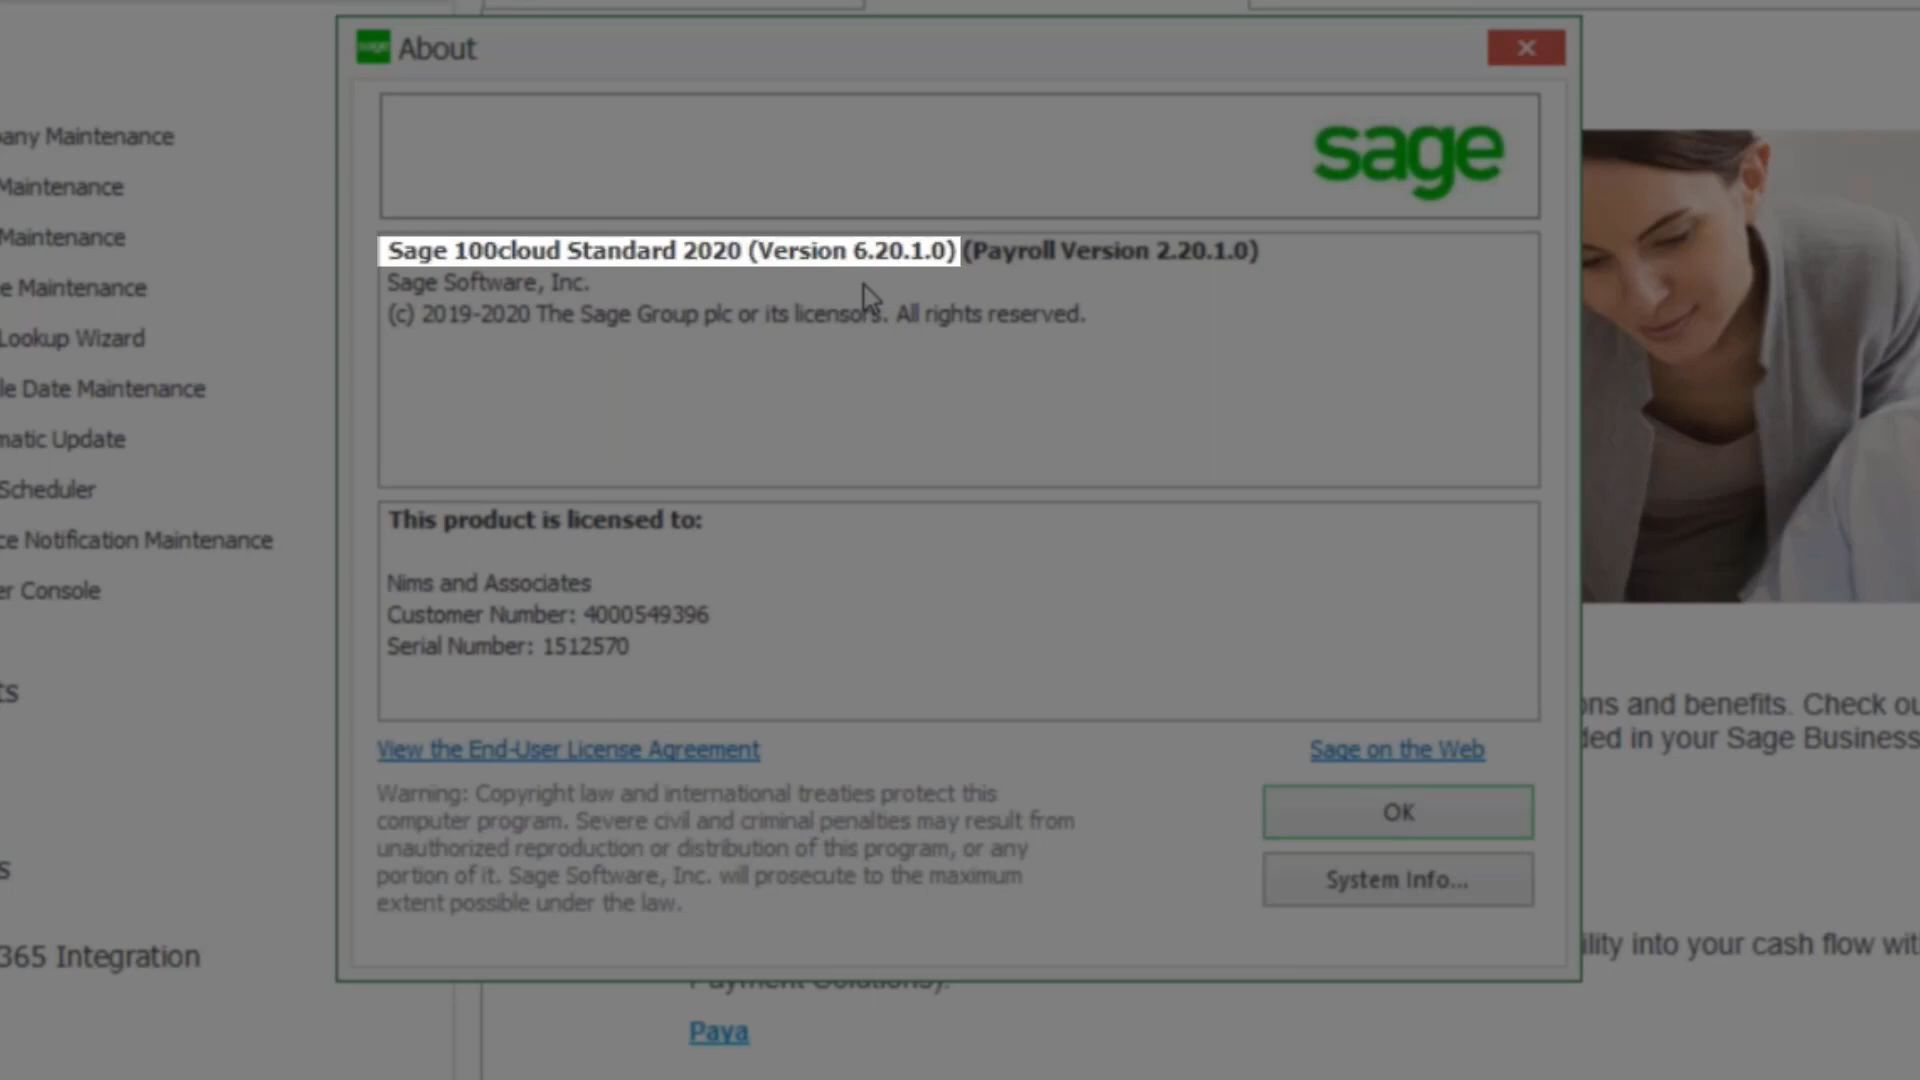 sage About
any Maintenance
Maintenance
Maintenance
e Maintenance
Lookup Wizard
le Date Maintenance
matic Update
Scheduler
ce Notification Maintenance
er Console
ts
s
365 Integration
sage
Sage 100cloud Standard 2020 (Version 6.20.1.0) (Payroll Version 2.20.1.0)
Sage Software, Inc.
(c) 2019-2020 The Sage Group plc or its licensors. All rights reserved.
This product is licensed to:
Nims and Associates
Customer Number: 4000549396
Serial Number: 1512570
View the End-User License Agreement
Sage on the Web
Warning: Copyright law and international treaties protect this
computer program. Severe civil and criminal penalties may result from
unauthorized reproduction or distribution of this program, or any
portion of it. Sage Software, Inc. will prosecute to the maximum
extent possible under the law.
OK
System Info...
ons and benefits. Check ou
ded in your Sage Business
ility into your cash flow wit
Payment Solutions).
Paya